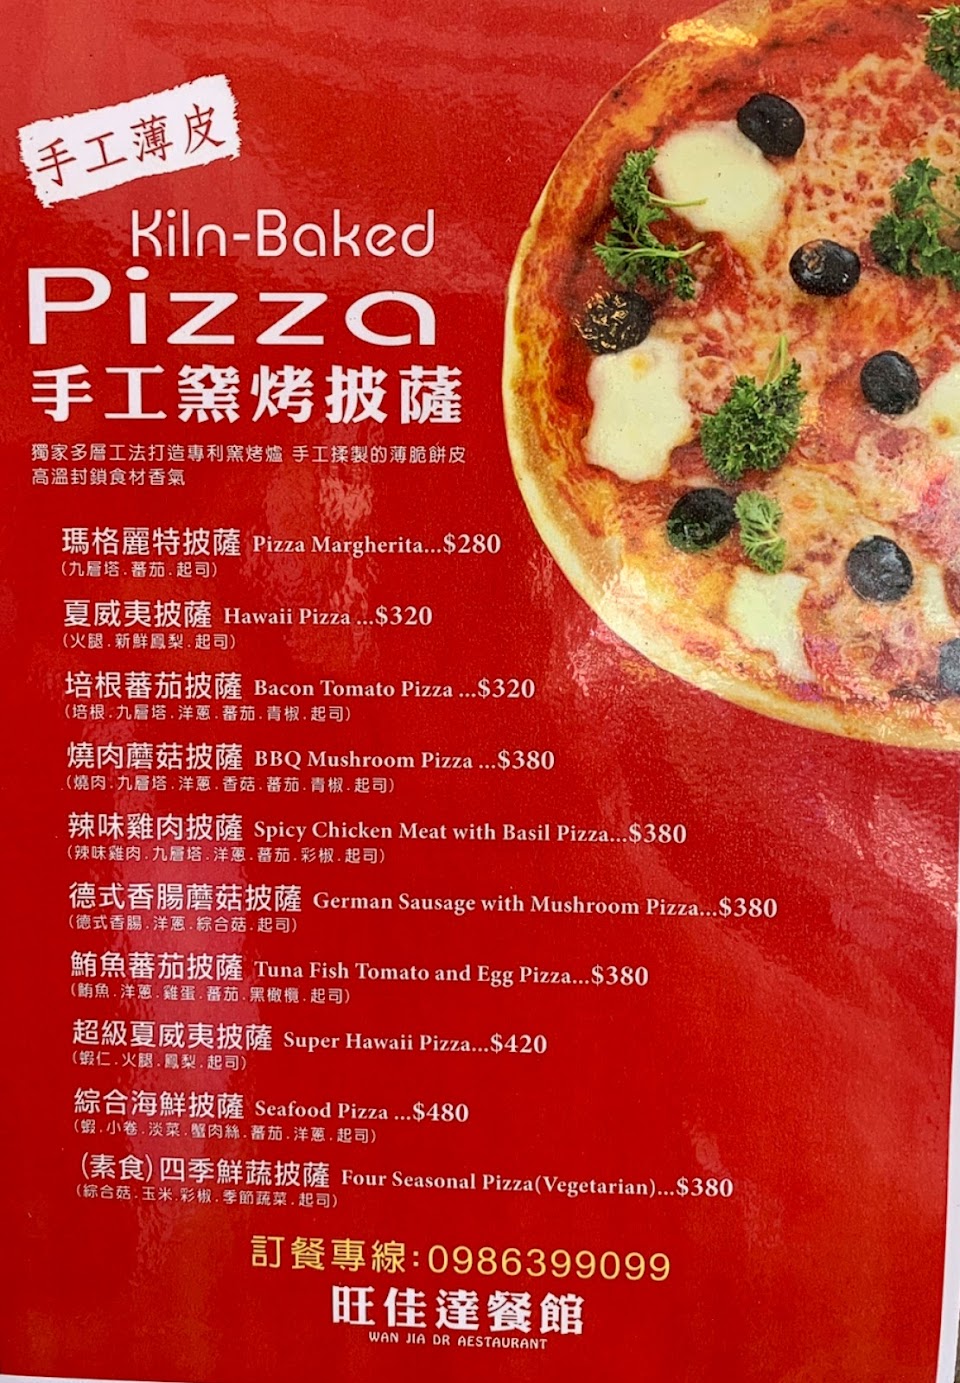 手工薄皮
Kiln-Baked
Pizza
手工窯烤披薩
獨家多層工法打造專利窯烤爐 手工揉製的薄脆餅皮
高溫封鎖食材香氣
瑪格麗特披薩 Pizza Margherita...$280
(九層塔.蕃茄.起司)
夏威夷披薩 Hawaii Pizza ...$320
(火腿.新鮮鳳梨.起司)
培根蕃茄披薩 Bacon Tomato Pizza ...$320
(培根.九層塔.洋蔥.蕃茄.青椒.起司)
燒肉蘑菇披薩 BBQ Mushroom Pizza ...$380
(燒肉.九層塔.洋蔥.香菇.蕃茄.青椒.起司)
辣味雞肉披薩 Spicy Chicken Meat with Basil Pizza...$380
(辣味雞肉.九層塔.洋蔥.蕃茄.彩椒.起司)
德式香腸蘑菇披薩 German Sausage with Mushroom Pizza...$380
(德式香腸.洋蔥.綜合菇.起司)
鮪魚蕃茄披薩 Tuna Fish Tomato and Egg Pizza...$380
(鮪魚.洋蔥.雞蛋.蕃茄.黑橄欖.起司)
超級夏威夷披薩 Super Hawaii Pizza...$420
(蝦仁.火腿.鳳梨.起司)
綜合海鮮披薩 Seafood Pizza ...$480
(蝦.小卷.淡菜.蟹肉絲.蕃茄.洋蔥.起司)
(素食)四季鮮蔬披薩 Four Seasonal Pizza(Vegetarian)...$380
(綜合菇.玉米.彩椒.季節蔬菜.起司)
訂餐專線:0986399099
旺佳達餐館
WAN JIA DR AESTAURANT